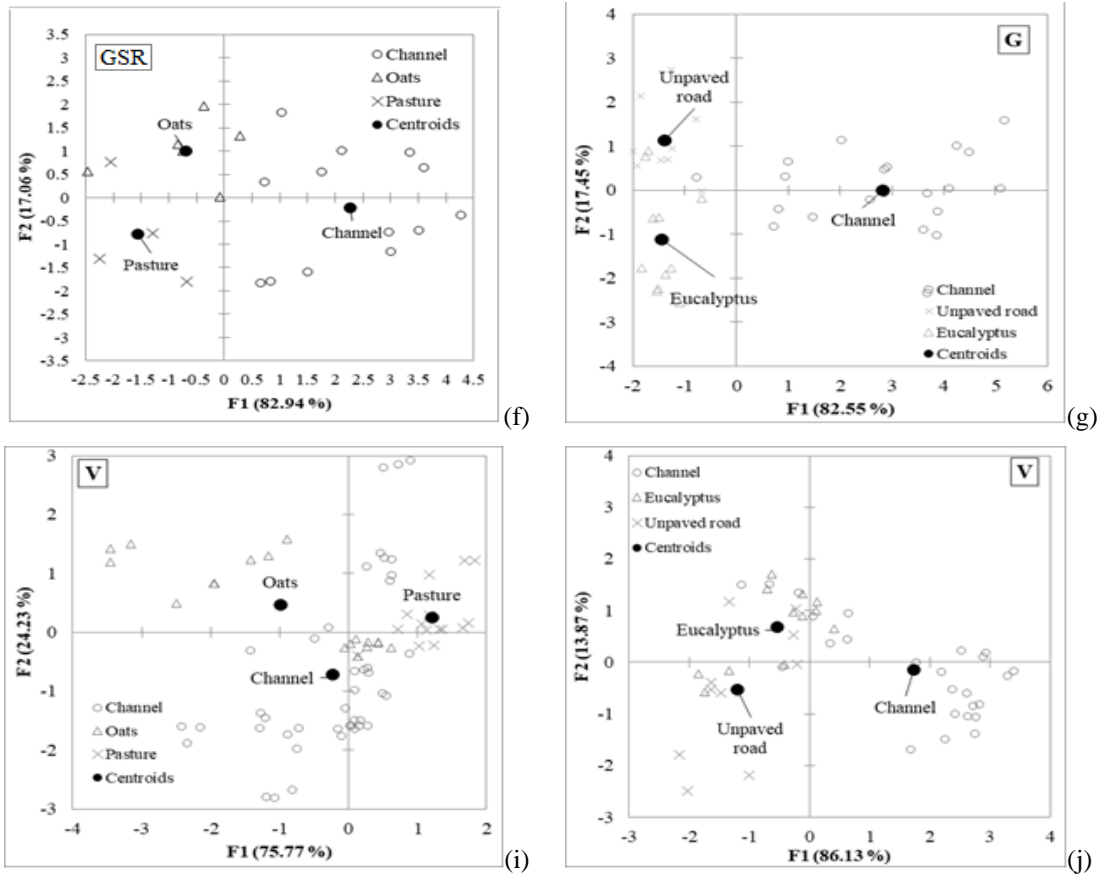 GSR
Channel
Oats
Pasture
Centroids
Oats
Channel
Pasture
F2 (17.06 %)
3.5
3
2.5
2
1.5
1
0.5
0
-0.5
-1
-1.5
-2
-2.5
-3
-3.5
-2.5 -1.5 -0.5 0 0.5 1.5 2.5 3.5 4.5
F1 (82.94 %)
(f)
G
Unpaved
road
Channel
Eucalyptus
Channel
Unpaved road
Eucalyptus
Centroids
F2 (17.45 %)
4
3
2
1
0
-1
-2
-3
-4
-2 -1 0 1 2 3 4 5 6
F1 (82.55 %)
(g)
V
Oats
Pasture
Channel
Channel
Oats
Pasture
Centroids
F2 (24.23 %)
3
2
1
0
-1
-2
-3
-4 -3 -2 -1 0 1 2
F1 (75.77 %)
(i)
V
Channel
Eucalyptus
Unpaved road
Centroids
Eucalyptus
Channel
Unpaved
road
F2 (13.87 %)
4
3
2
1
0
-1
-2
-3
-3 -2 -1 0 1 2 3 4
F1 (86.13 %)
(j)